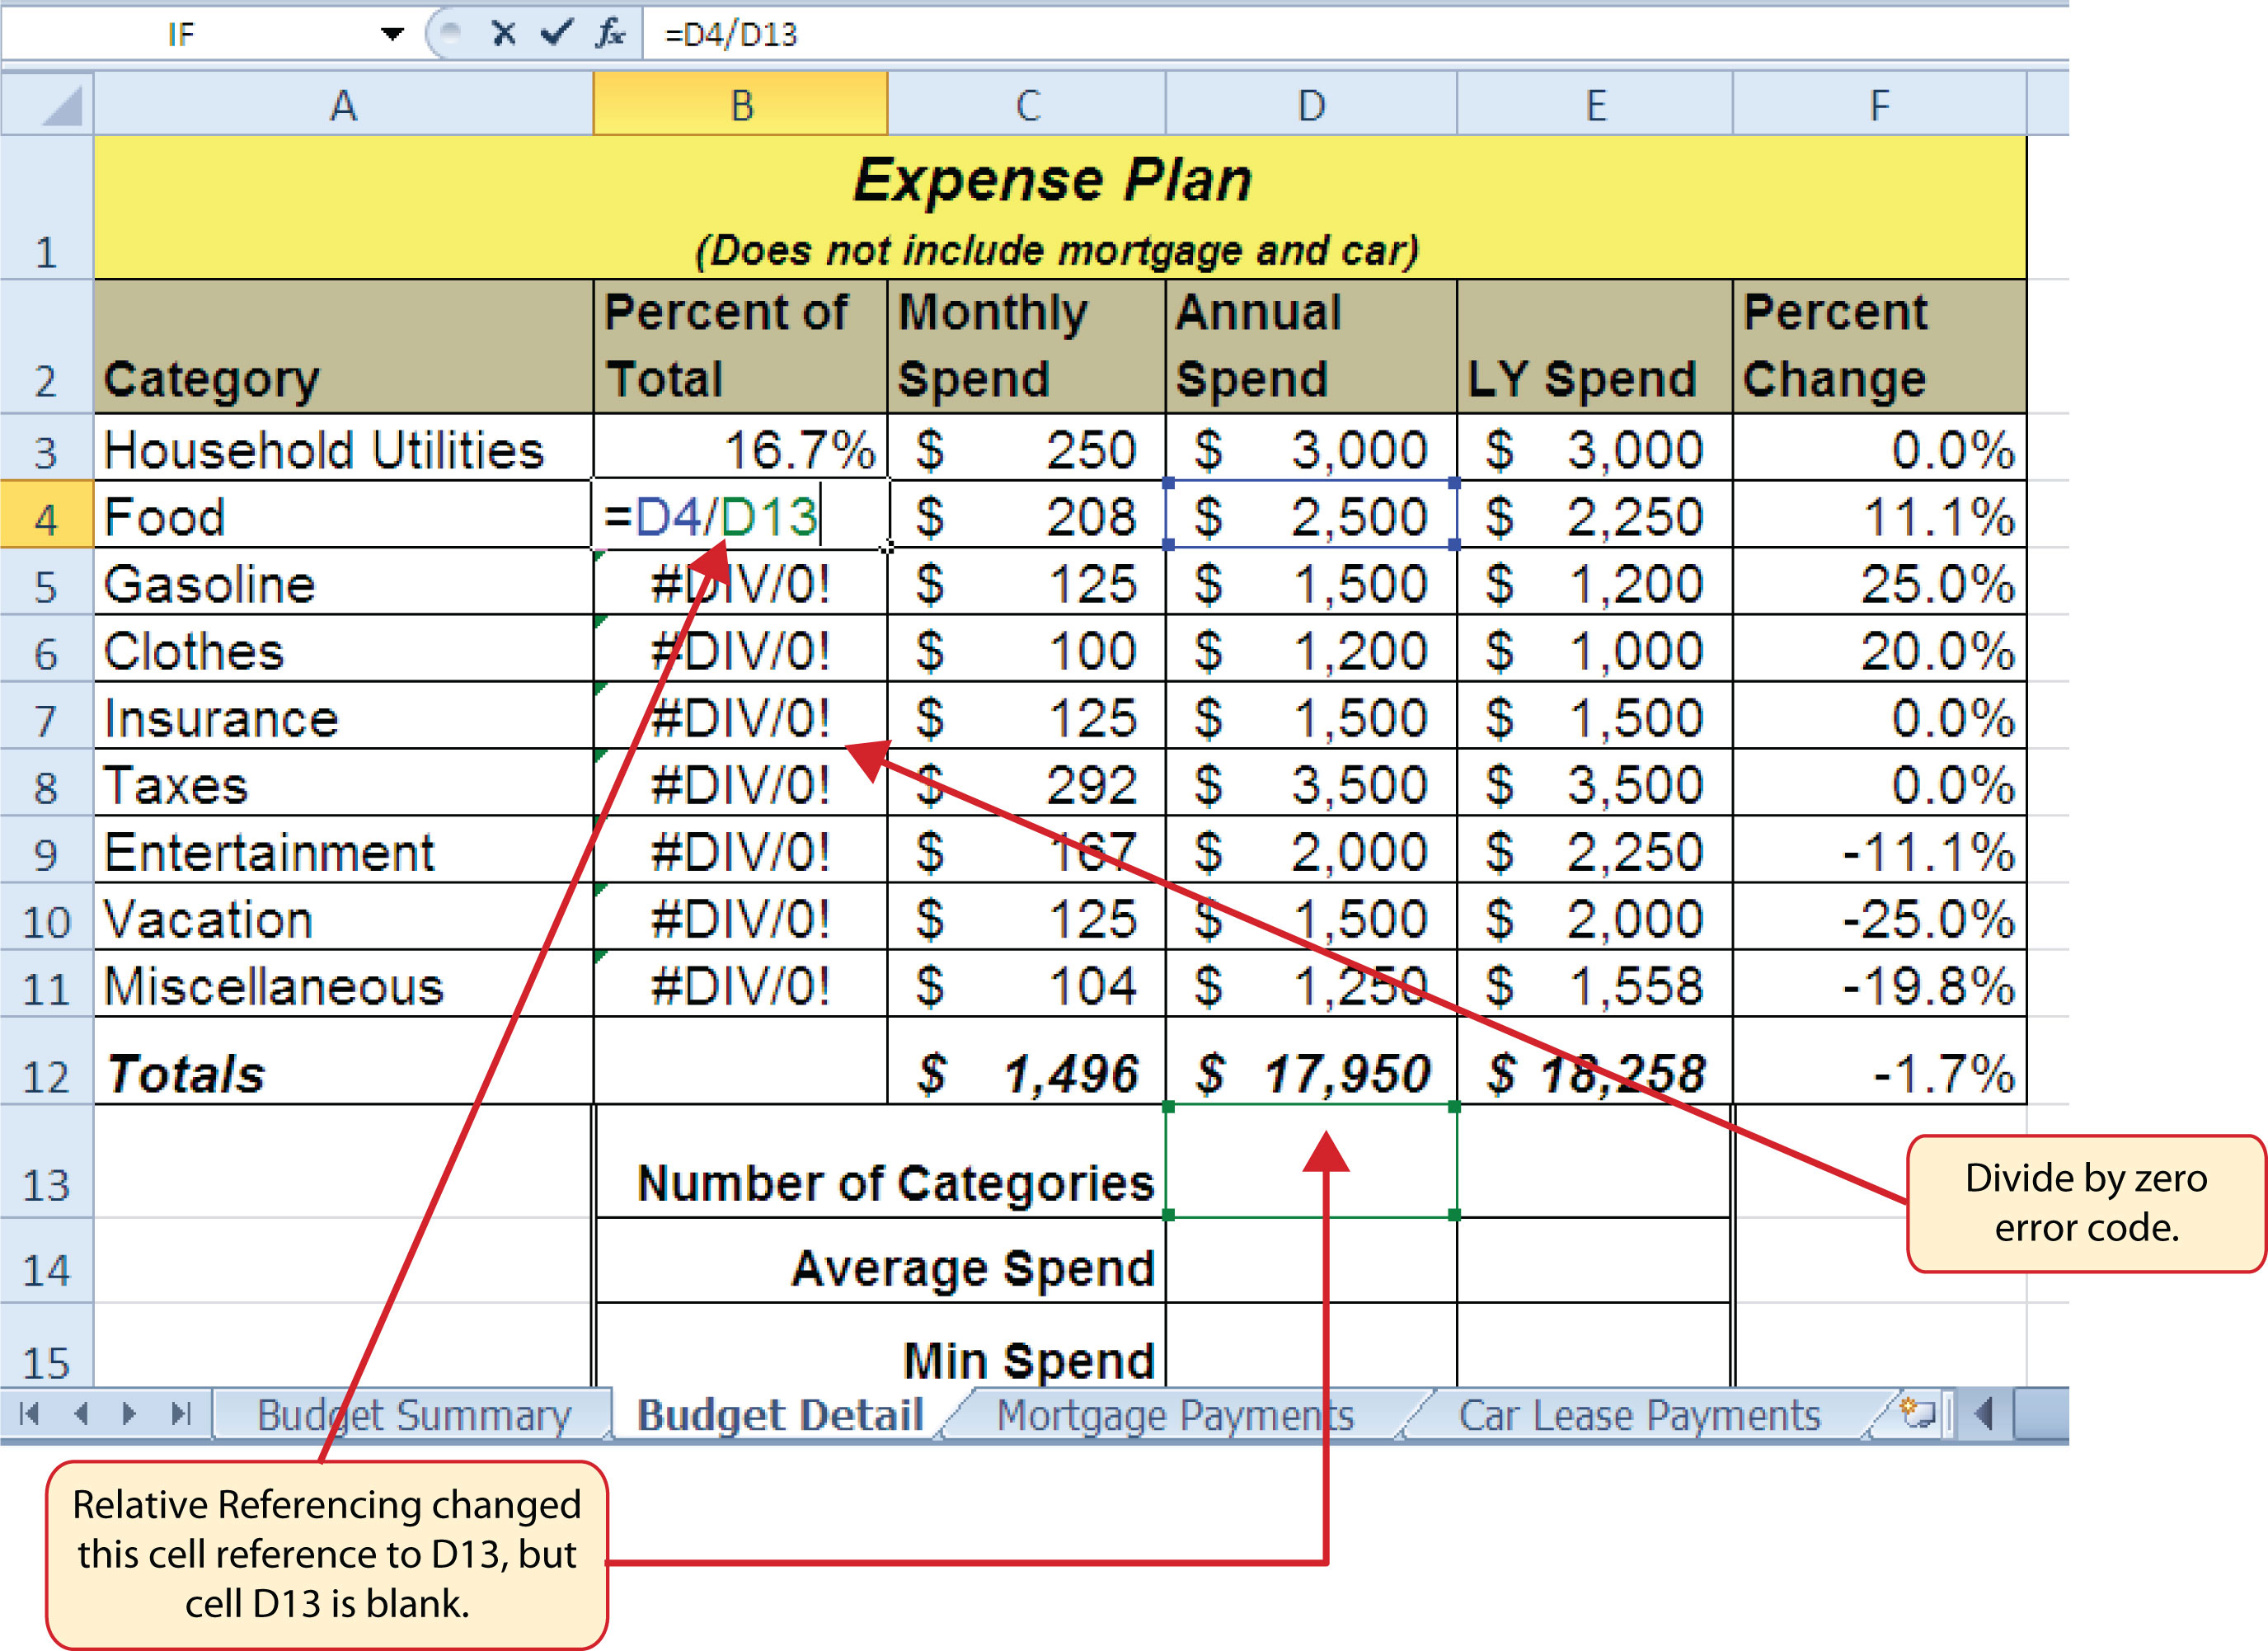 IF =D4/D13
A B C D E F
Expense Plan
1 (Does not include mortgage and car)
Percent of Monthly Annual Percent
2 Category Total Spend Spend LY Spend Change
3 Household Utilities 16.7% $ 250 $ 3,000 $ 3,000 0.0%
4 Food =D4/D13 $ 208 $ 2,500 $ 2,250 11.1%
5 Gasoline #DIV/0! $ 125 $ 1,500 $ 1,200 25.0%
6 Clothes #DIV/0! $ 100 $ 1,200 $ 1,000 20.0%
7 Insurance #DIV/0! $ 125 $ 1,500 $ 1,500 0.0%
8 Taxes #DIV/0! $ 292 $ 3,500 $ 3,500 0.0%
9 Entertainment #DIV/0! $ 167 $ 2,000 $ 2,250 -11.1%
10 Vacation #DIV/0! $ 125 $ 1,500 $ 2,000 -25.0%
11 Miscellaneous #DIV/0! $ 104 $ 1,250 $ 1,558 -19.8%
12 Totals $ 1,496 $ 17,950 $ 18,258 -1.7%
13 Number of Categories
14 Average Spend
15 Min Spend
Divide by zero
error code.
Budget Summary Budget Detail Mortgage Payments Car Lease Payments
Relative Referencing changed
this cell reference to D13, but
cell D13 is blank.